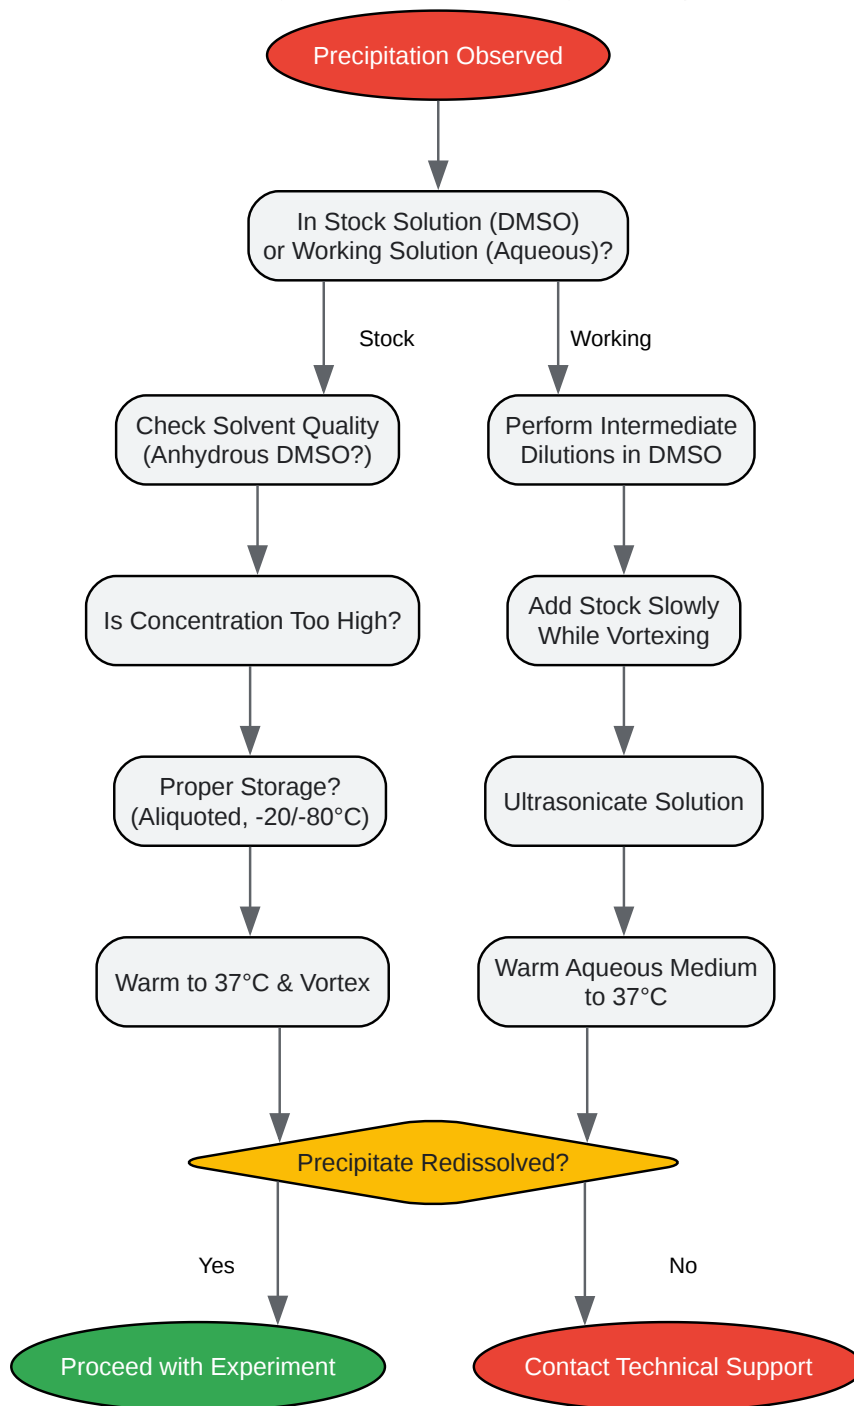 Precipitation Observed
In Stock Solution (DMSO)
or Working Solution (Aqueous)?
Stock
Working
Check Solvent Quality
(Anhydrous DMSO?)
Perform Intermediate
Dilutions in DMSO
Is Concentration Too High?
Add Stock Slowly
While Vortexing
Proper Storage?
(Aliquoted, -20/-80°C)
Ultrasonicate Solution
Warm to 37°C & Vortex
Warm Aqueous Medium
to 37°C
Precipitate Redissolved?
Yes
No
Proceed with Experiment
Contact Technical Support